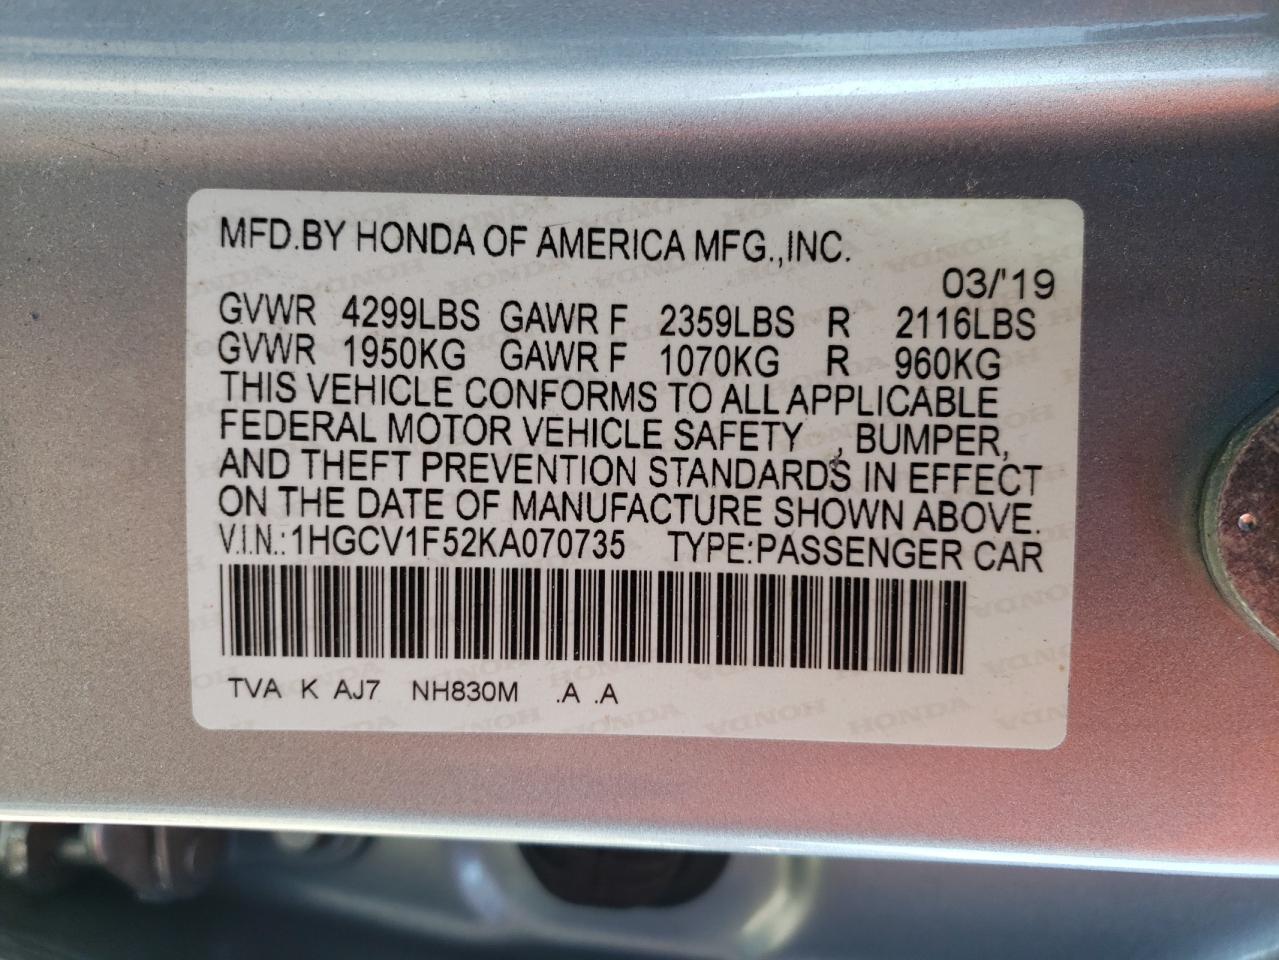 MFD.BY HONDA OF AMERICA MFG.,INC.
03/'19
GVWR 4299LBS GAWR F 2359LBS R 2116LBS
GVWR 1950KG GAWR F 1070KG R 960KG
THIS VEHICLE CONFORMS TO ALL APPLICABLE
FEDERAL MOTOR VEHICLE SAFETY , BUMPER,
AND THEFT PREVENTION STANDARDS IN EFFECT
ON THE DATE OF MANUFACTURE SHOWN ABOVE.
V.I.N.:1HGCV1F52KA070735 TYPE:PASSENGER CAR
TVA K AJ7 NH830M .A .A